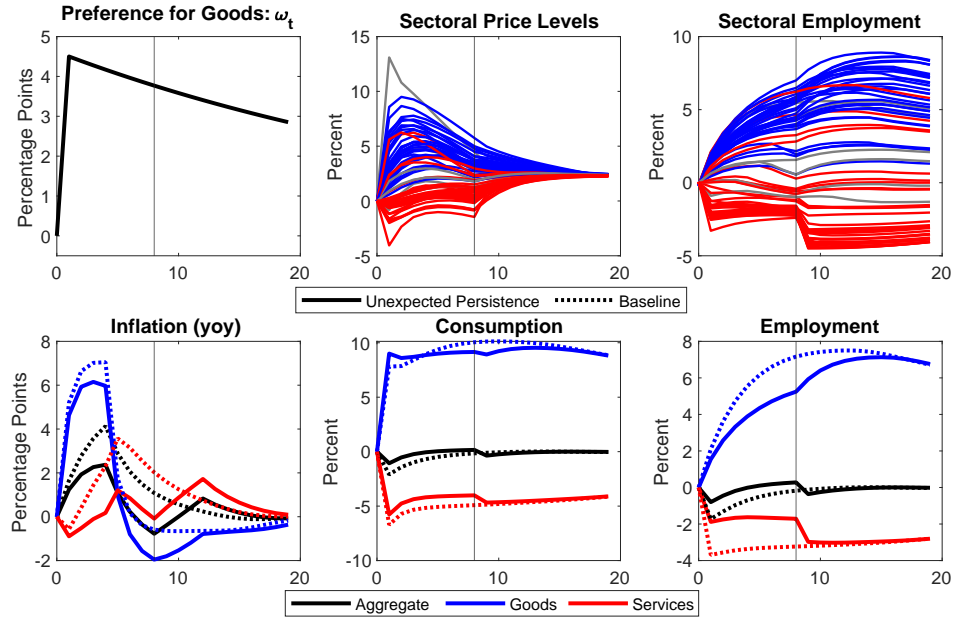 Preference for Goods: ωt
Percentage Points
5
4
3
2
1
0
0 10 20
Sectoral Price Levels
Percent
15
10
5
0
-5
0 10 20
Sectoral Employment
Percent
10
5
0
-5
0 10 20
Unexpected Persistence Baseline
Inflation (yoy)
Percentage Points
8
6
4
2
0
-2
0 10 20
Consumption
Percent
10
5
0
-5
-10
0 10 20
Employment
Percent
8
6
4
2
0
-2
-4
0 10 20
Aggregate Goods Services